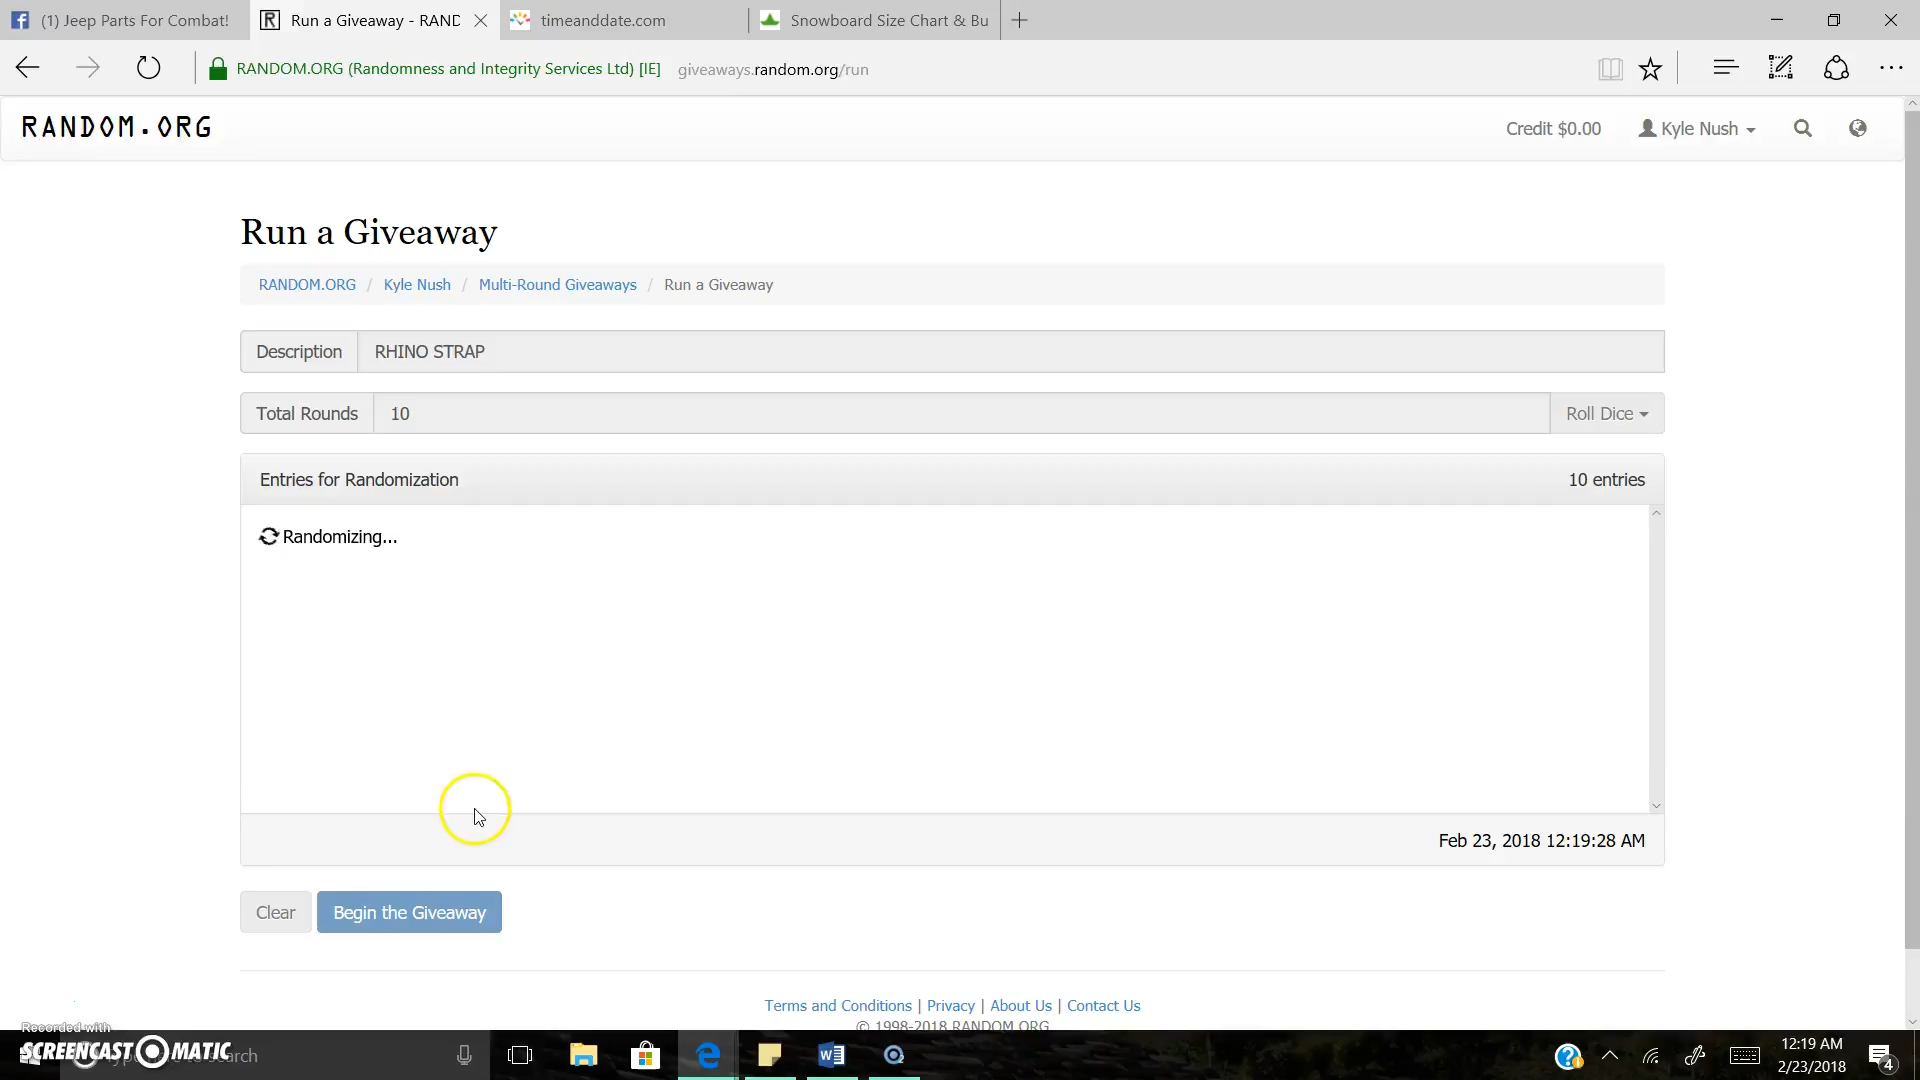 (1) Jeep Parts For Combat!
Run a Giveaway - RAND
timeanddate.com
Snowboard Size Chart & Bu
RANDOM.ORG (Randomness and Integrity Services Ltd) [IE] giveaways.random.org/run
RANDOM.ORG
Credit $0.00
Kyle Nush
Run a Giveaway
RANDOM.ORG / Kyle Nush / Multi-Round Giveaways / Run a Giveaway
Description RHINO STRAP
Total Rounds 10 Roll Dice
Entries for Randomization 10 entries
Randomizing...
Feb 23, 2018 12:19:28 AM
Clear Begin the Giveaway
Terms and Conditions | Privacy | About Us | Contact Us
© 1998-2018 RANDOM.ORG
Recorded with
SCREENCAST-O-MATIC
search
12:19 AM
2/23/2018
4